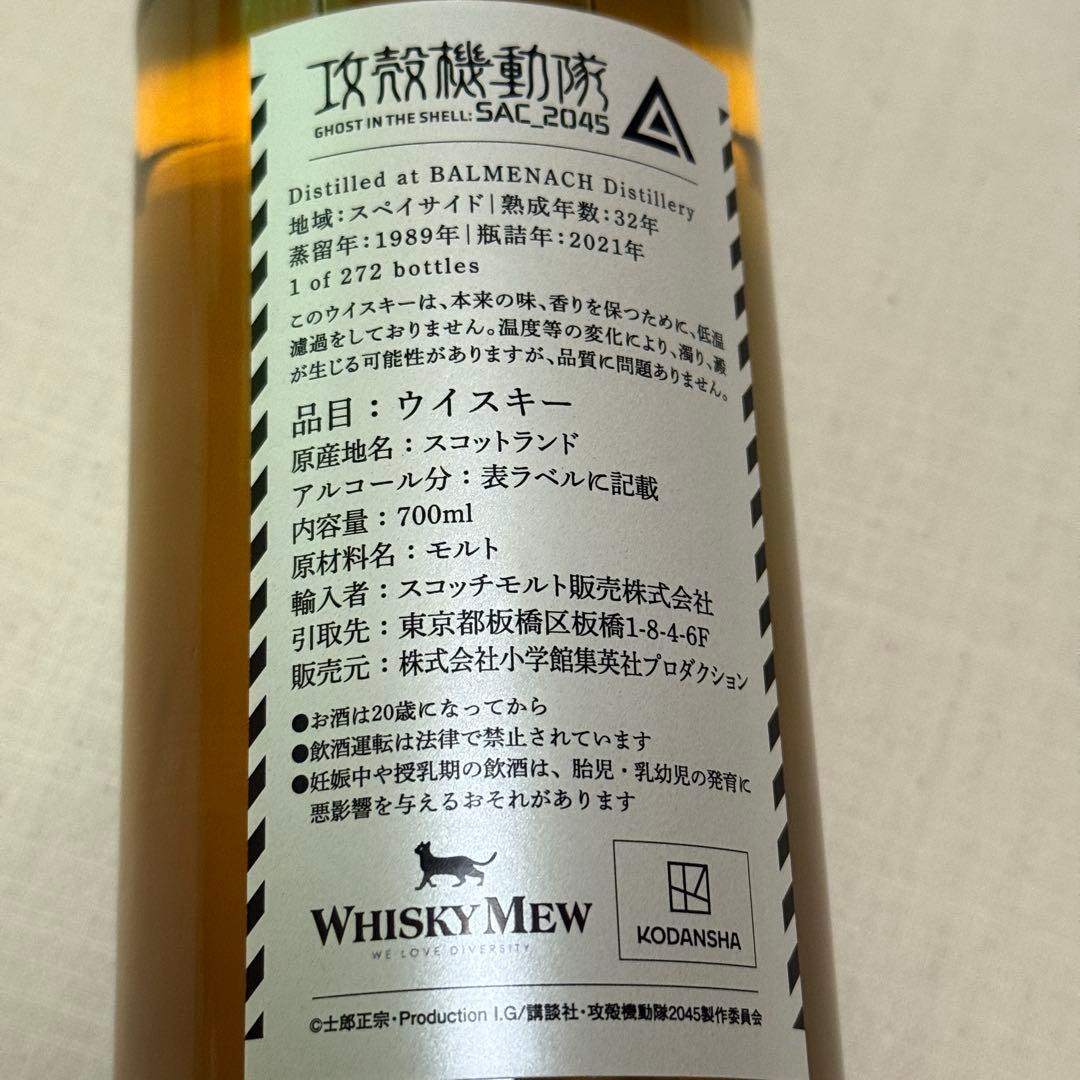 攻殻機動隊
GHOST IN THE SHELL: SAC_2045
Distilled at BALMENACH Distillery
地域:スペイサイド|熟成年数:32年
蒸留年:1989年|瓶詰年:2021年
1 of 272 bottles
このウイスキーは、本来の味、香りを保つために、低温
濾過をしておりません。温度等の変化により、濁り、澱
が生じる可能性がありますが、品質に問題ありません。
品目:ウイスキー
原産地名:スコットランド
アルコール分:表ラベルに記載
内容量:700ml
原材料名:モルト
輸入者:スコッチモルト販売株式会社
引取先:東京都板橋区板橋1-8-4-6F
販売元:株式会社小学館集英社プロダクション
●お酒は20歳になってから
●飲酒運転は法律で禁止されています
●妊娠中や授乳期の飲酒は、胎児・乳幼児の発育に
悪影響を与えるおそれがあります
WHISKY MEW
WE LOVE DIVERSITY
KODANSHA
©士郎正宗・Production I.G/講談社・攻殻機動隊2045製作委員会